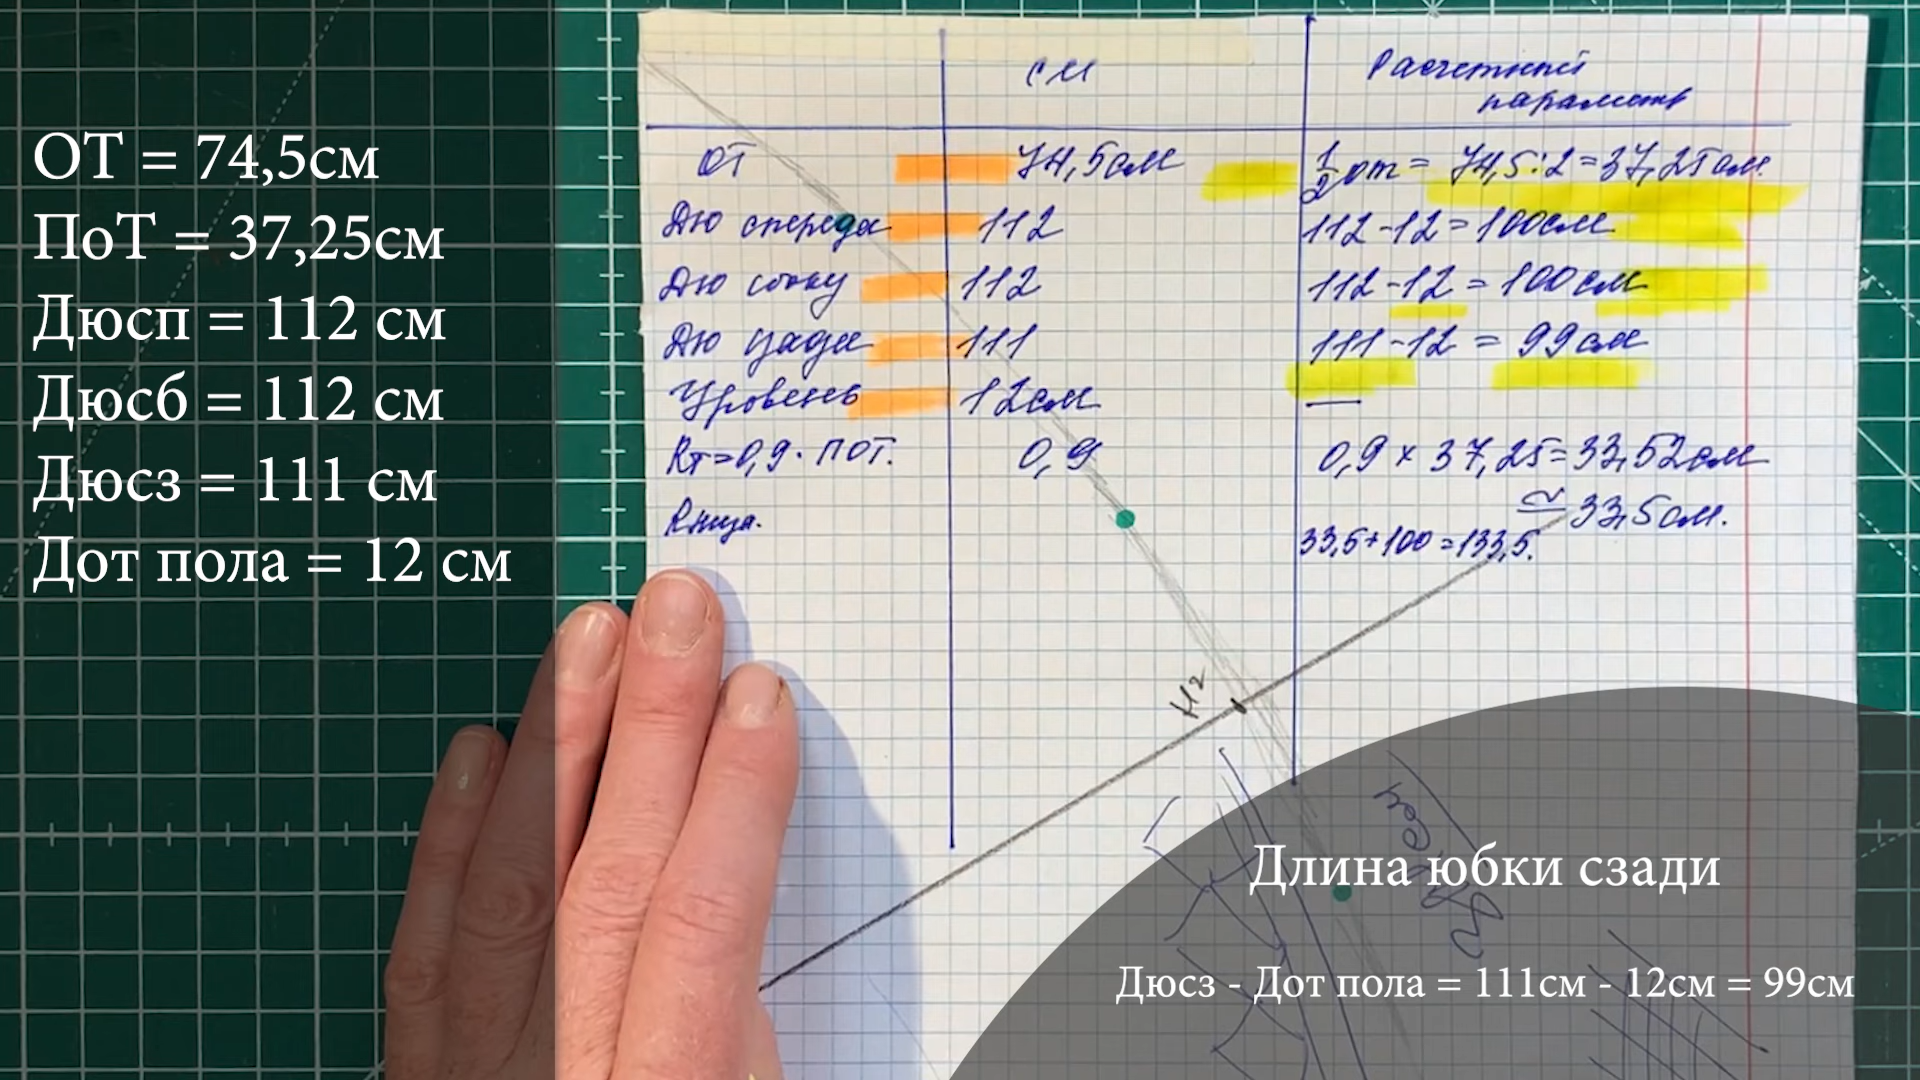 ОТ = 74,5см
ПоТ = 37,25см
Дюсп = 112 см
Дюсб = 112 см
Дюсз = 111 см
Дот пола = 12 см
см Расчетный
параметр
ОТ 74,5см 1/2 от = 74,5:2=37,25см.
Дю спереди 112 112-12=100см
Дю сбоку 112 112-12 = 100см
Дю сзади 111 111-12 = 99см
Уровень 12см —
Rт=0,9·ПОТ. 0,9 0,9 х 37,25=33,52см
≃ 33,5см.
Rниза. 33,5+100=133,5.
Н2
Длина юбки сзади
Дюсз - Дот пола = 111см - 12см = 99см